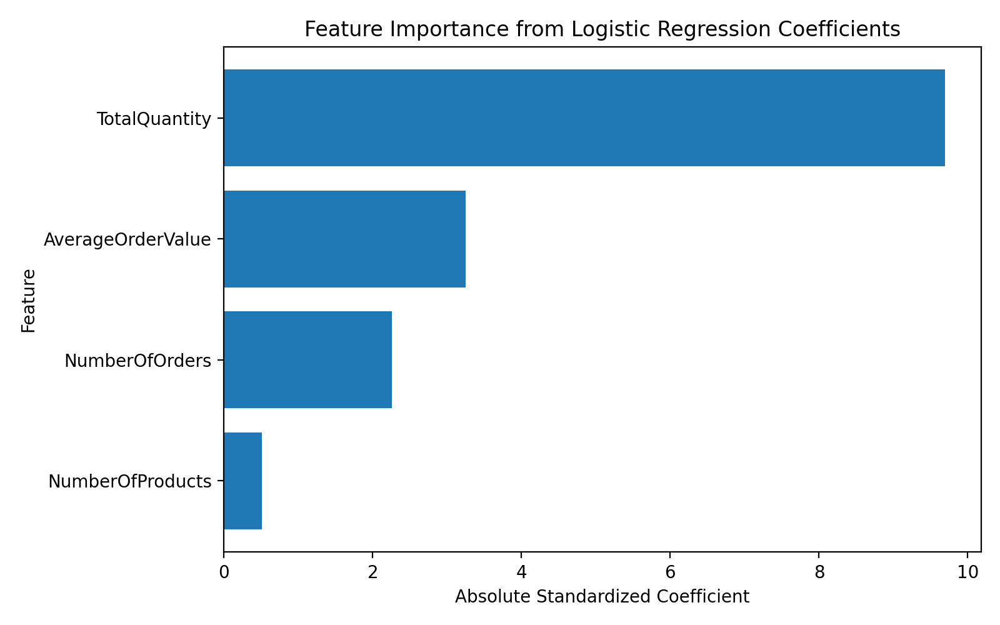 Feature Importance from Logistic Regression Coefficients
TotalQuantity
AverageOrderValue
NumberOfOrders
NumberOfProducts
Feature
0 2 4 6 8 10
Absolute Standardized Coefficient